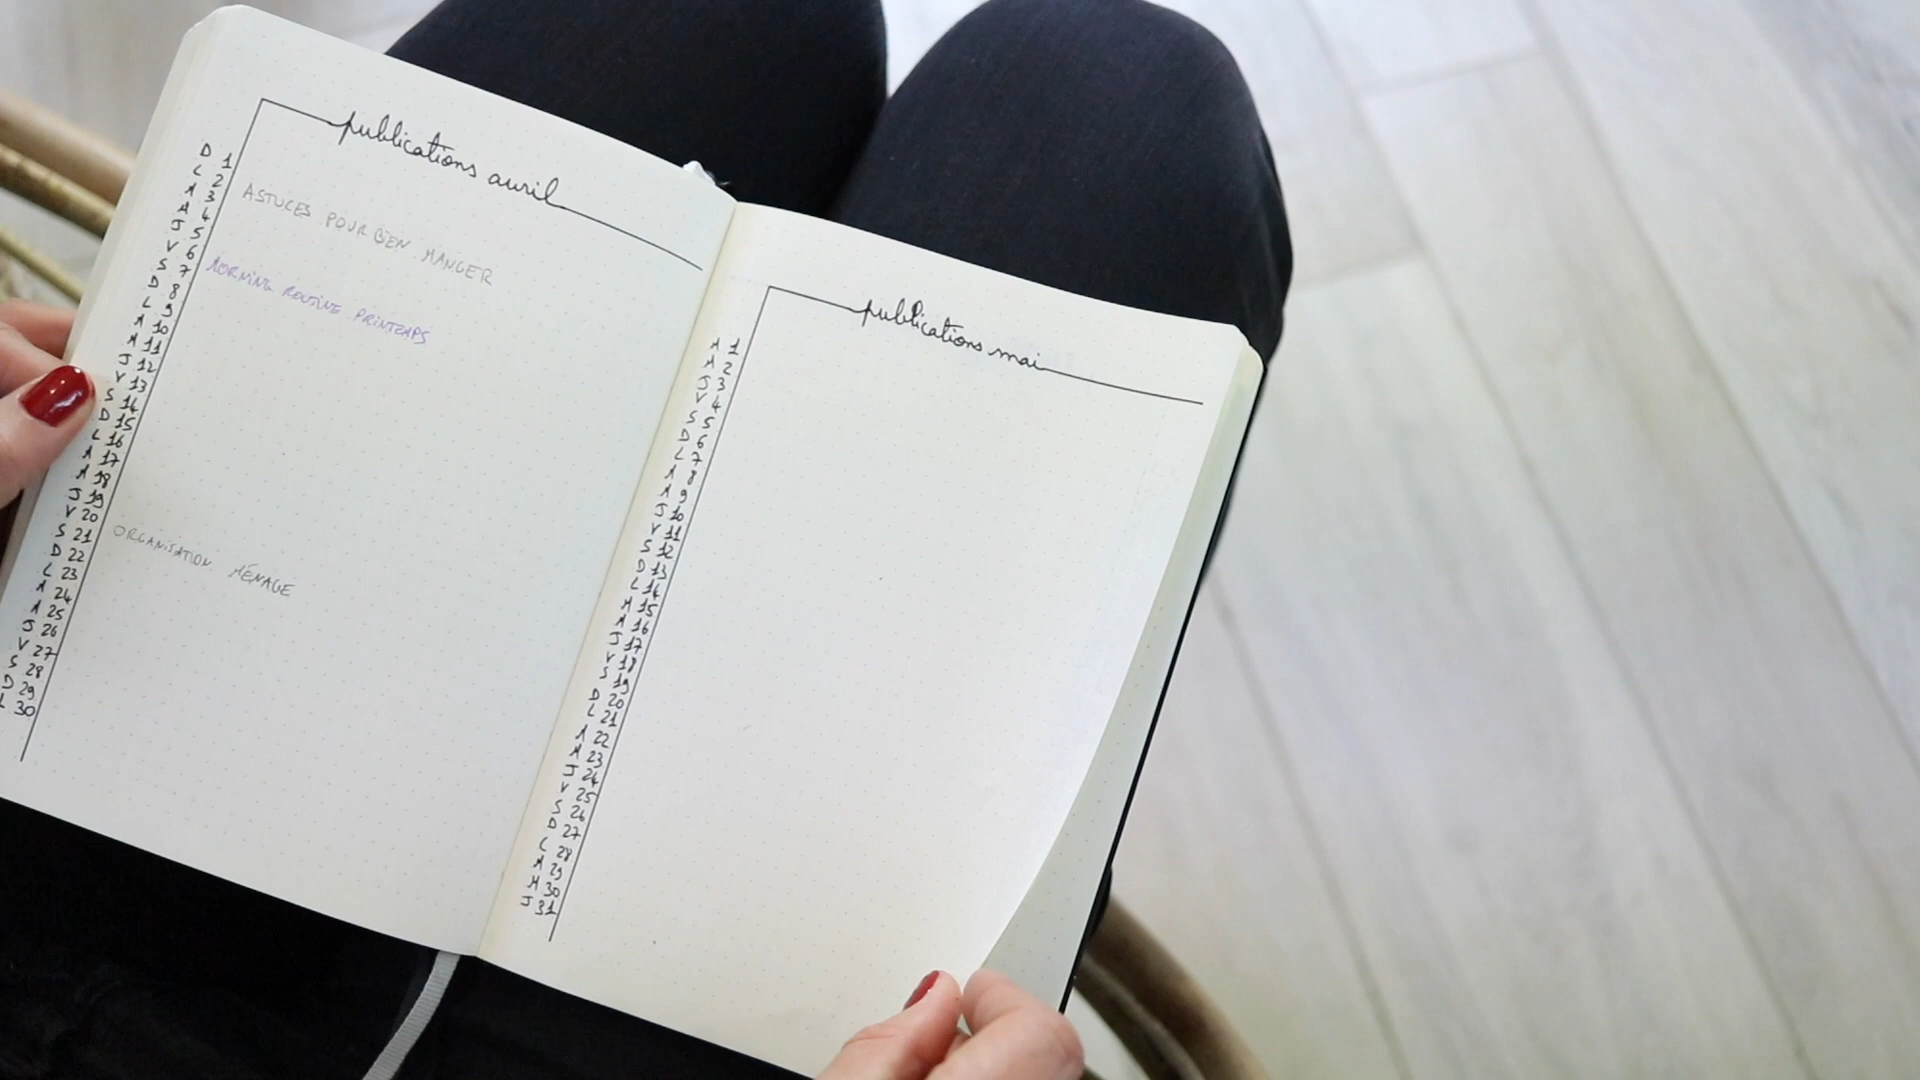 publications avril
D 1
L 2
M 3 ASTUCES POUR BIEN MANGER
M 4
J 5
V 6
S 7 MORNING ROUTINE PRINTEMPS
D 8
L 9
M 10
M 11
J 12
V 13
S 14
D 15
L 16
M 17
M 18
J 19
V 20
S 21 ORGANISATION MÉNAGE
D 22
L 23
M 24
M 25
J 26
V 27
S 28
D 29
L 30
publications mai
M 1
M 2
J 3
V 4
S 5
D 6
L 7
M 8
M 9
J 10
V 11
S 12
D 13
L 14
M 15
M 16
J 17
V 18
S 19
D 20
L 21
M 22
M 23
J 24
V 25
S 26
D 27
L 28
M 29
M 30
J 31